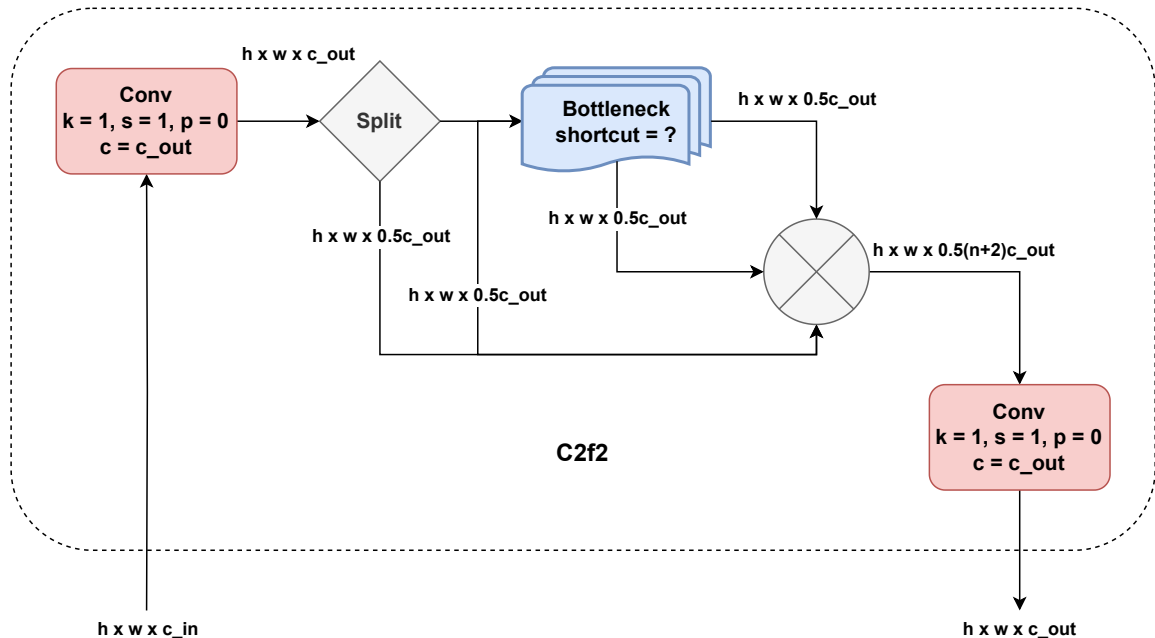 h x w x c_out
Conv
k = 1, s = 1, p = 0
c = c_out
Split
Bottleneck
shortcut = ?
h x w x 0.5c_out
h x w x 0.5c_out
h x w x 0.5c_out
h x w x 0.5c_out
h x w x 0.5(n+2)c_out
Conv
k = 1, s = 1, p = 0
c = c_out
C2f2
h x w x c_in
h x w x c_out